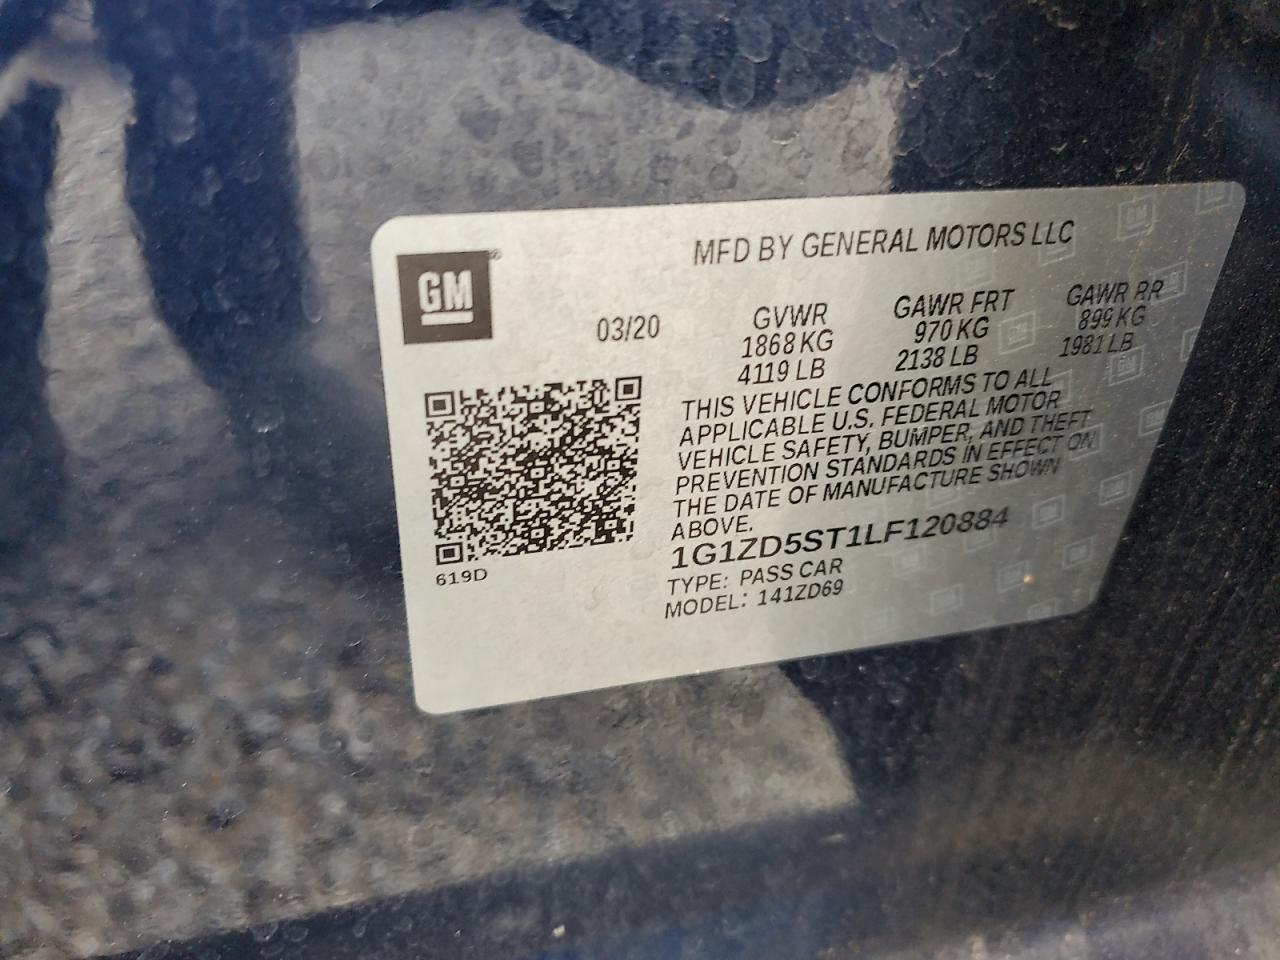 GM
MFD BY GENERAL MOTORS LLC
03/20
GVWR
1868 KG
4119 LB
GAWR FRT
970 KG
2138 LB
GAWR RR
899 KG
1981 LB
THIS VEHICLE CONFORMS TO ALL
APPLICABLE U.S. FEDERAL MOTOR
VEHICLE SAFETY, BUMPER, AND THEFT
PREVENTION STANDARDS IN EFFECT ON
THE DATE OF MANUFACTURE SHOWN
ABOVE.
1G1ZD5ST1LF120884
TYPE: PASS CAR
MODEL: 141ZD69
619D